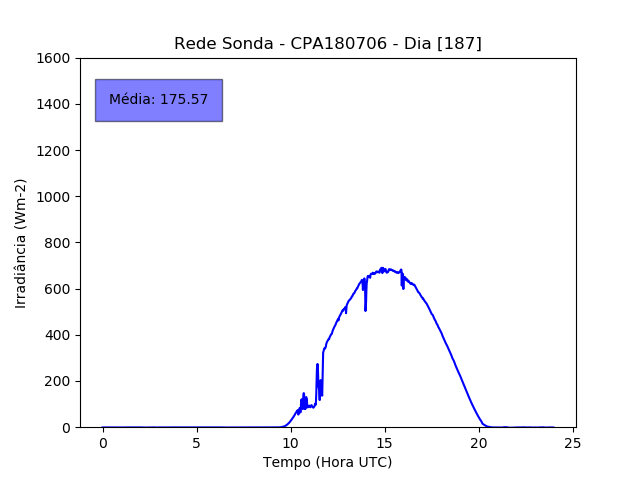 Rede Sonda - CPA180706 - Dia [187]
1600
1400
1200
1000
800
600
400
200
0
Irradiância (Wm-2)
Média: 175.57
0 5 10 15 20 25
Tempo (Hora UTC)